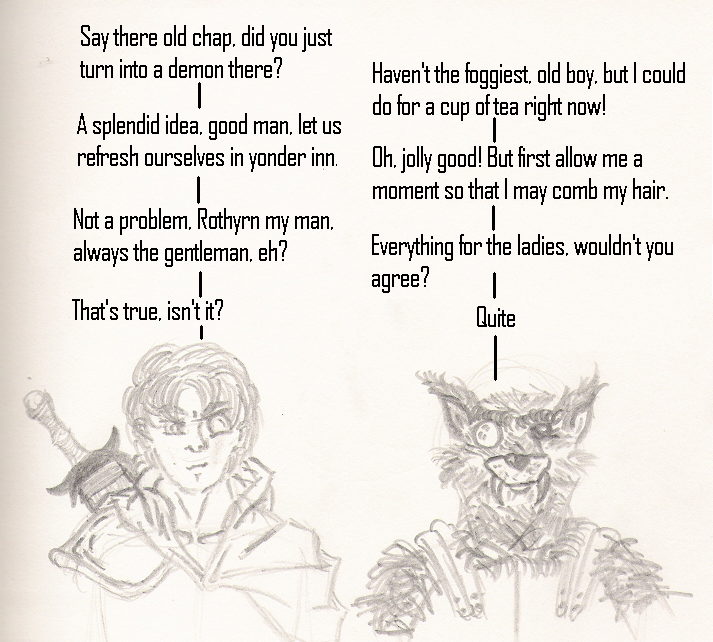 Say there old chap, did you just
turn into a demon there?
Haven't the foggiest, old boy, but I could
do for a cup of tea right now!
A splendid idea, good man, let us
refresh ourselves in yonder inn.
Oh, jolly good! But first allow me a
moment so that I may comb my hair.
Not a problem, Rothyrn my man,
always the gentleman, eh?
Everything for the ladies, wouldn't you
agree?
That's true, isn't it?
Quite